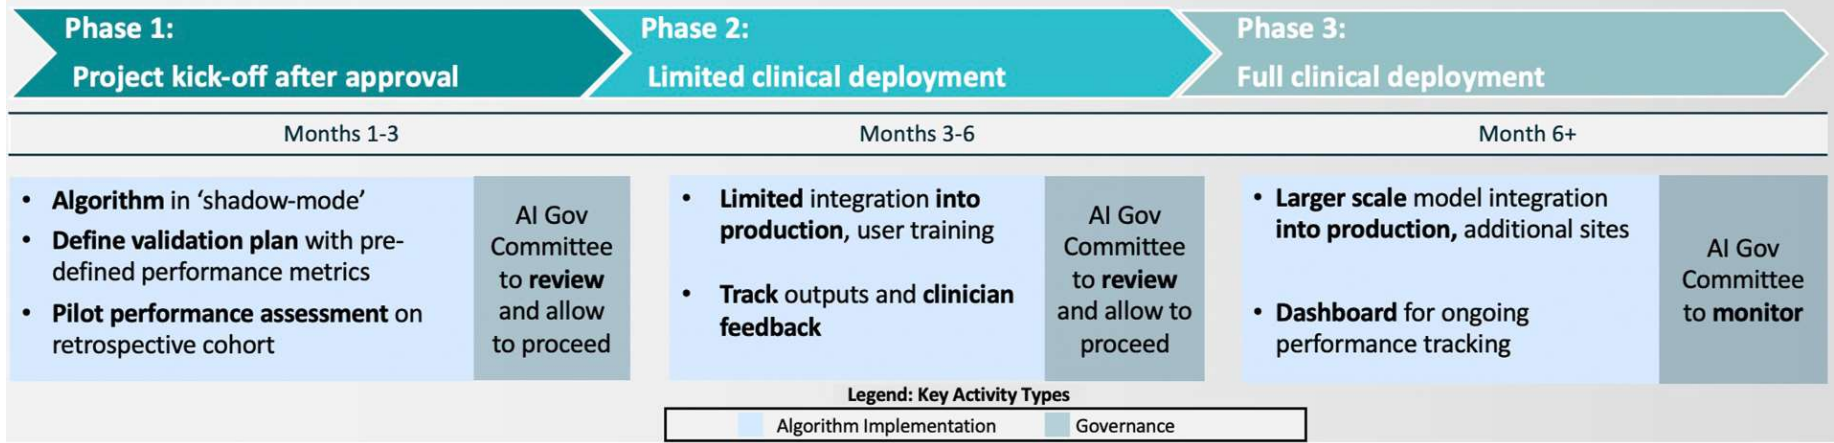 Phase 1:
Project kick-off after approval
Phase 2:
Limited clinical deployment
Phase 3:
Full clinical deployment
Months 1-3
Months 3-6
Month 6+
• Algorithm in ‘shadow-mode’
• Define validation plan with pre-
defined performance metrics
• Pilot performance assessment on
retrospective cohort
AI Gov
Committee
to review
and allow
to proceed
• Limited integration into
production, user training
• Track outputs and clinician
feedback
AI Gov
Committee
to review
and allow to
proceed
• Larger scale model integration
into production, additional sites
• Dashboard for ongoing
performance tracking
AI Gov
Committee
to monitor
Legend: Key Activity Types
Algorithm Implementation
Governance